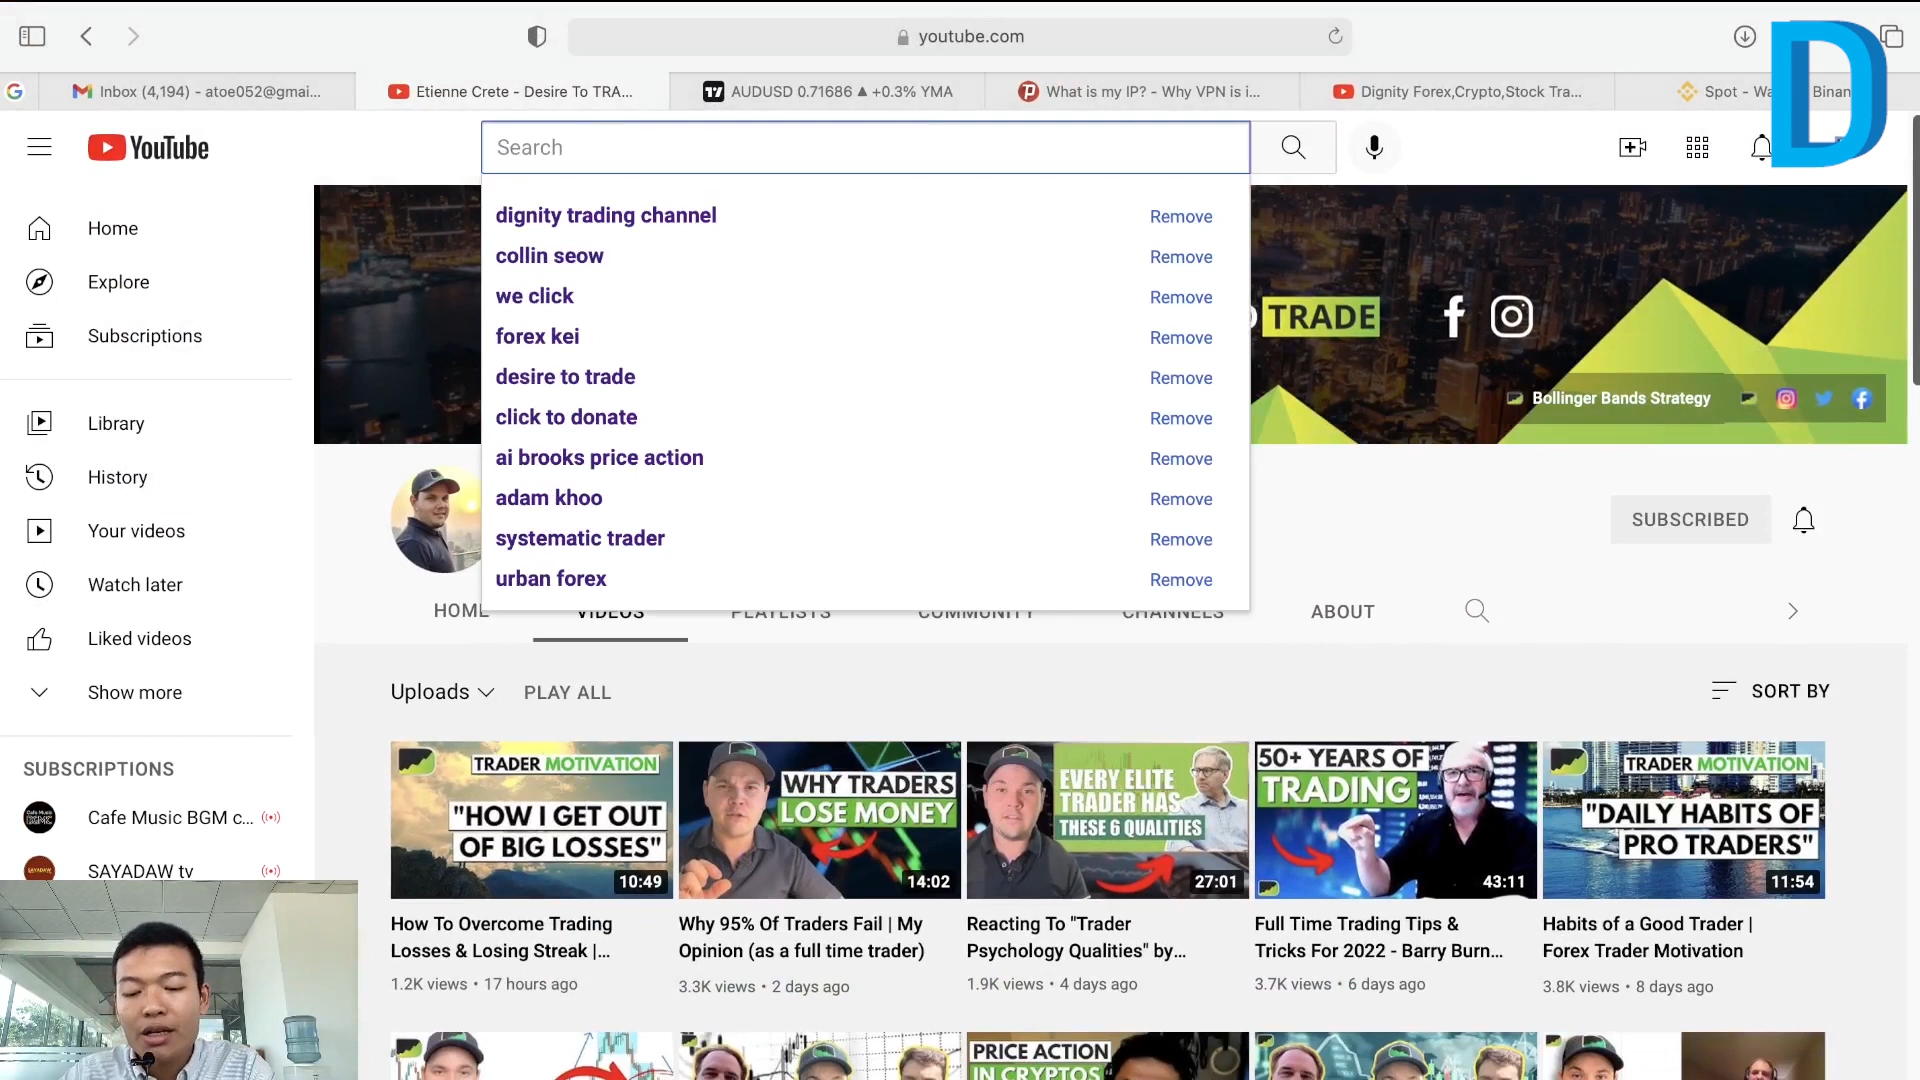 youtube.com
Inbox (4,194) - atoe052@gmai...
Etienne Crete - Desire To TRA...
AUDUSD 0.71686 ▲ +0.3% YMA
What is my IP? - Why VPN is i...
Dignity Forex,Crypto,Stock Tra...
D
YouTube
Search
dignity trading channel Remove
collin seow Remove
we click Remove
forex kei Remove
desire to trade Remove
click to donate Remove
ai brooks price action Remove
adam khoo Remove
systematic trader Remove
urban forex Remove
Home
Explore
Subscriptions
Library
History
Your videos
Watch later
Liked videos
Show more
SUBSCRIPTIONS
Cafe Music BGM c...
SAYADAW tv
TRADE
Bollinger Bands Strategy
SUBSCRIBED
HOME VIDEOS PLAYLISTS COMMUNITY CHANNELS ABOUT
Uploads PLAY ALL SORT BY
TRADER MOTIVATION
"HOW I GET OUT
OF BIG LOSSES"
10:49
How To Overcome Trading
Losses & Losing Streak |...
1.2K views • 17 hours ago
WHY TRADERS
LOSE MONEY
14:02
Why 95% Of Traders Fail | My
Opinion (as a full time trader)
3.3K views • 2 days ago
EVERY ELITE
TRADER HAS
THESE 6 QUALITIES
27:01
Reacting To "Trader
Psychology Qualities" by...
1.9K views • 4 days ago
50+ YEARS OF
TRADING
43:11
Full Time Trading Tips &
Tricks For 2022 - Barry Burn...
3.7K views • 6 days ago
TRADER MOTIVATION
"DAILY HABITS OF
PRO TRADERS"
11:54
Habits of a Good Trader |
Forex Trader Motivation
3.8K views • 8 days ago
PRICE ACTION
IN CRYPTOS